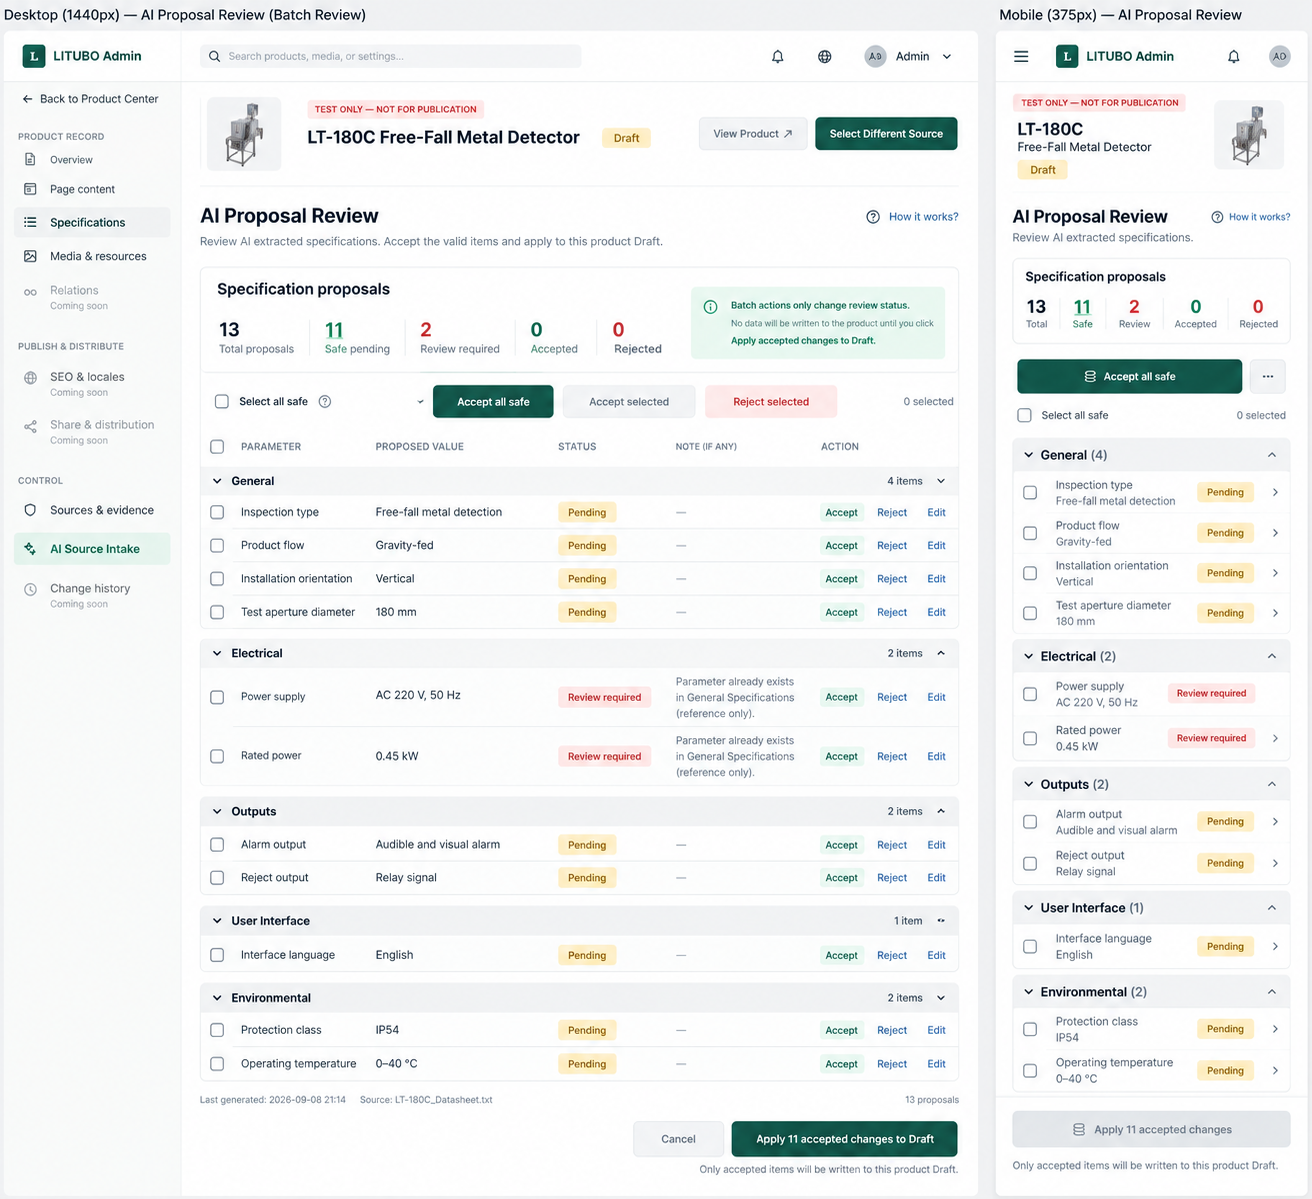 Desktop (1440px) — AI Proposal Review (Batch Review)
L LITUBO Admin
Search products, media, or settings...
Admin
Back to Product Center
PRODUCT RECORD
Overview
Page content
Specifications
Media & resources
Relations
Coming soon
PUBLISH & DISTRIBUTE
SEO & locales
Coming soon
Share & distribution
Coming soon
CONTROL
Sources & evidence
AI Source Intake
Change history
Coming soon
TEST ONLY — NOT FOR PUBLICATION
LT-180C Free-Fall Metal Detector
Draft
View Product
Select Different Source
AI Proposal Review
How it works?
Review AI extracted specifications. Accept the valid items and apply to this product Draft.
Specification proposals
13
Total proposals
11
Safe pending
2
Review required
0
Accepted
0
Rejected
Batch actions only change review status.
No data will be written to the product until you click
Apply accepted changes to Draft.
Select all safe
Accept all safe
Accept selected
Reject selected
0 selected
PARAMETER PROPOSED VALUE STATUS NOTE (IF ANY) ACTION
General 4 items
Inspection type Free-fall metal detection Pending — Accept Reject Edit
Product flow Gravity-fed Pending — Accept Reject Edit
Installation orientation Vertical Pending — Accept Reject Edit
Test aperture diameter 180 mm Pending — Accept Reject Edit
Electrical 2 items
Power supply AC 220 V, 50 Hz Review required
Parameter already exists
in General Specifications
(reference only).
Accept Reject Edit
Rated power 0.45 kW Review required
Parameter already exists
in General Specifications
(reference only).
Accept Reject Edit
Outputs 2 items
Alarm output Audible and visual alarm Pending — Accept Reject Edit
Reject output Relay signal Pending — Accept Reject Edit
User Interface 1 item
Interface language English Pending — Accept Reject Edit
Environmental 2 items
Protection class IP54 Pending — Accept Reject Edit
Operating temperature 0–40 °C Pending — Accept Reject Edit
Last generated: 2026-09-08 21:14 Source: LT-180C_Datasheet.txt 13 proposals
Cancel
Apply 11 accepted changes to Draft
Only accepted items will be written to this product Draft.
Mobile (375px) — AI Proposal Review
L LITUBO Admin
TEST ONLY — NOT FOR PUBLICATION
LT-180C
Free-Fall Metal Detector
Draft
AI Proposal Review
How it works?
Review AI extracted specifications.
Specification proposals
13
Total
11
Safe
2
Review
0
Accepted
0
Rejected
Accept all safe
Select all safe 0 selected
General (4)
Inspection type
Free-fall metal detection
Pending
Product flow
Gravity-fed
Pending
Installation orientation
Vertical
Pending
Test aperture diameter
180 mm
Pending
Electrical (2)
Power supply
AC 220 V, 50 Hz
Review required
Rated power
0.45 kW
Review required
Outputs (2)
Alarm output
Audible and visual alarm
Pending
Reject output
Relay signal
Pending
User Interface (1)
Interface language
English
Pending
Environmental (2)
Protection class
IP54
Pending
Operating temperature
0–40 °C
Pending
Apply 11 accepted changes
Only accepted items will be written to this product Draft.